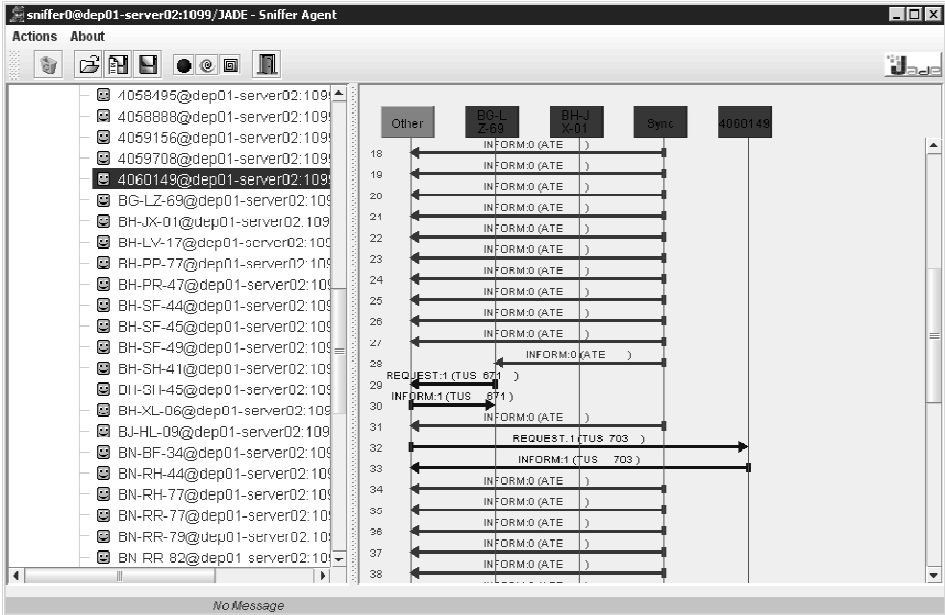 sniffer0@dep01-server02:1099/JADE - Sniffer Agent
Actions About
Jade
4058495@dep01-server02:109
4058888@dep01-server02:109
4059156@dep01-server02:109
4059708@dep01-server02:109
4060149@dep01-server02:109
BG-LZ-69@dep01-server02:109
BH-JX-01@dep01-server02:109
BH-LV-17@dep01-server02:109
BH-PP-77@dep01-server02:109
BH-PR-47@dep01-server02:109
BH-SF-44@dep01-server02:109
BH-SF-45@dep01-server02:109
BH-SF-49@dep01-server02:109
BH-SH-41@dep01-server02:109
DH-SH-45@dep01-server02:109
BH-XL-06@dep01-server02:109
BJ-HL-09@dep01-server02:109
BN-BF-34@dep01-server02:109
BN-RH-44@dep01-server02:109
BN-RH-77@dep01-server02:109
BN-RR-77@dep01-server02:109
BN-RR-79@dep01-server02:109
BN-RR-82@dep01-server02:109
Other
BG-L
Z-69
BH-J
X-01
Sync
4060149
18 INFORM:0 (ATE )
19 INFORM:0 (ATE )
20 INFORM:0 (ATE )
21 INFORM:0 (ATE )
22 INFORM:0 (ATE )
23 INFORM:0 (ATE )
24 INFORM:0 (ATE )
25 INFORM:0 (ATE )
26 INFORM:0 (ATE )
27 INFORM:0 (ATE )
28 INFORM:0 (ATE )
29 REQUEST:1 (TUS 671 )
30 INFORM:1 (TUS 671 )
31 INFORM:0 (ATE )
32 REQUEST:1 (TUS 703 )
33 INFORM:1 (TUS 703 )
34 INFORM:0 (ATE )
35 INFORM:0 (ATE )
36 INFORM:0 (ATE )
37 INFORM:0 (ATE )
38 INFORM:0 (ATE )
No Message